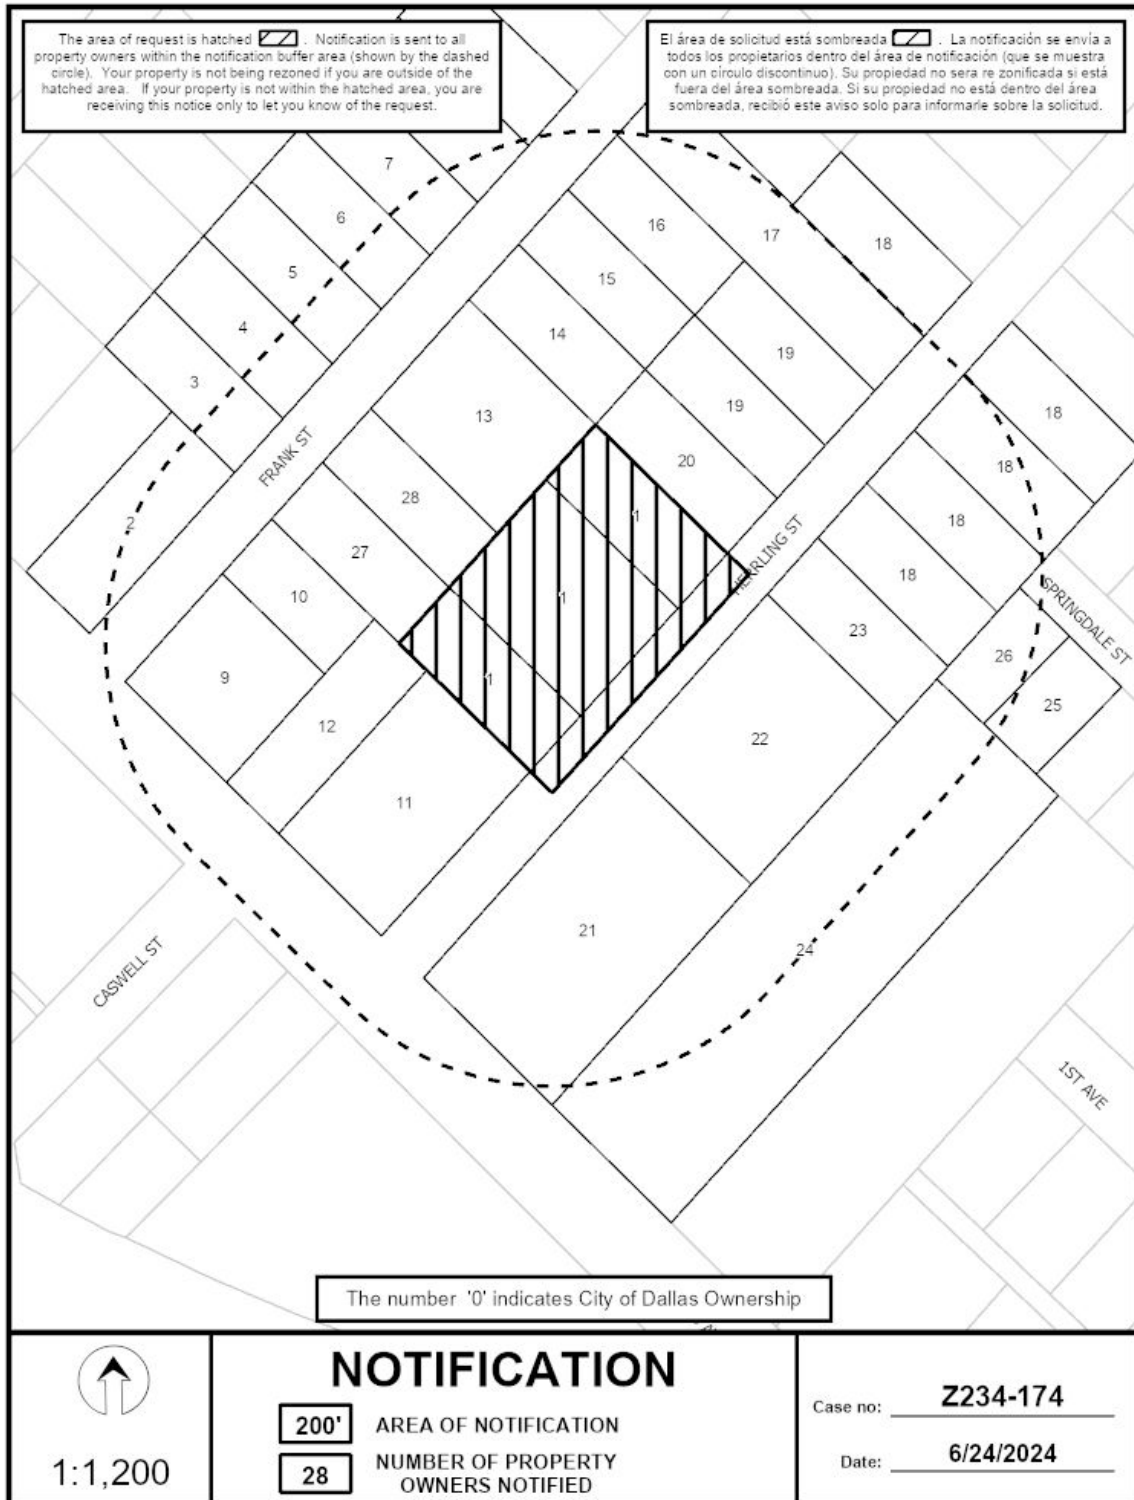 The area of request is hatched . Notification is sent to all
property owners within the notification buffer area (shown by the dashed
circle). Your property is not being rezoned if you are outside of the
hatched area. If your property is not within the hatched area, you are
receiving this notice only to let you know of the request.
El área de solicitud está sombreada . La notificación se envía a
todos los propietarios dentro del área de notificación (que se muestra
con un círculo discontinuo). Su propiedad no sera re zonificada si está
fuera del área sombreada. Si su propiedad no está dentro del área
sombreada, recibió este aviso solo para informarle sobre la solicitud.
7
6
16
17
18
5
15
4
14
19
3
13
19
18
FRANK ST
20
18
28
2
1
18
HERRLING ST
27
18
10
1
SPRINGDALE ST
23
26
9
1
25
12
22
11
21
24
CASWELL ST
1ST AVE
The number '0' indicates City of Dallas Ownership
1:1,200
NOTIFICATION
200' AREA OF NOTIFICATION
28 NUMBER OF PROPERTY
OWNERS NOTIFIED
Case no: Z234-174
Date: 6/24/2024